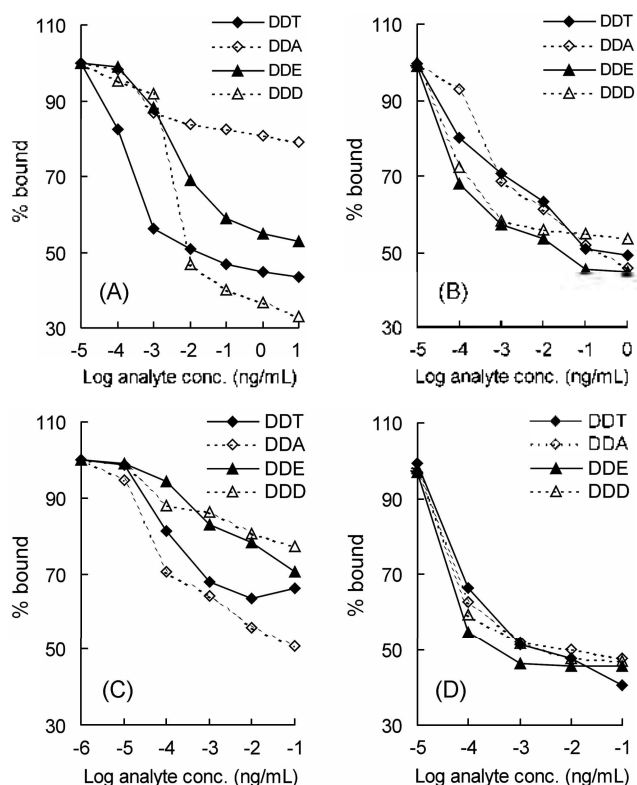 110
90
70
50
30
% bound
DDT
DDA
DDE
DDD
(A)
-5 -4 -3 -2 -1 0 1
Log analyte conc. (ng/mL)
110
90
70
50
30
% bound
DDT
DDA
DDE
DDD
(B)
-5 -4 -3 -2 -1 0
Log analyte conc. (ng/mL)
110
90
70
50
30
% bound
DDT
DDA
DDE
DDD
(C)
-6 -5 -4 -3 -2 -1
Log analyte conc. (ng/mL)
110
90
70
50
30
% bound
DDT
DDA
DDE
DDD
(D)
-5 -4 -3 -2 -1
Log analyte conc. (ng/mL)